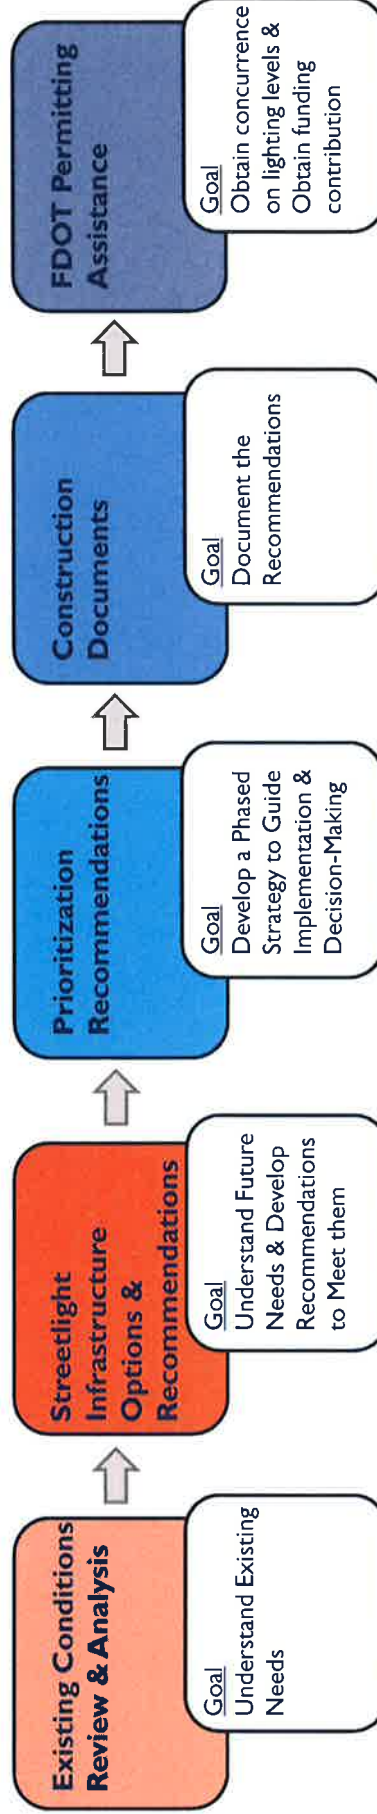 Existing Conditions
Review & Analysis
Goal
Understand Existing
Needs
Streetlight
Infrastructure
Options &
Recommendations
Goal
Understand Future
Needs & Develop
Recommendations
to Meet them
Prioritization
Recommendations
Goal
Develop a Phased
Strategy to Guide
Implementation &
Decision-Making
Construction
Documents
Goal
Document the
Recommendations
FDOT Permitting
Assistance
Goal
Obtain concurrence
on lighting levels &
Obtain funding
contribution